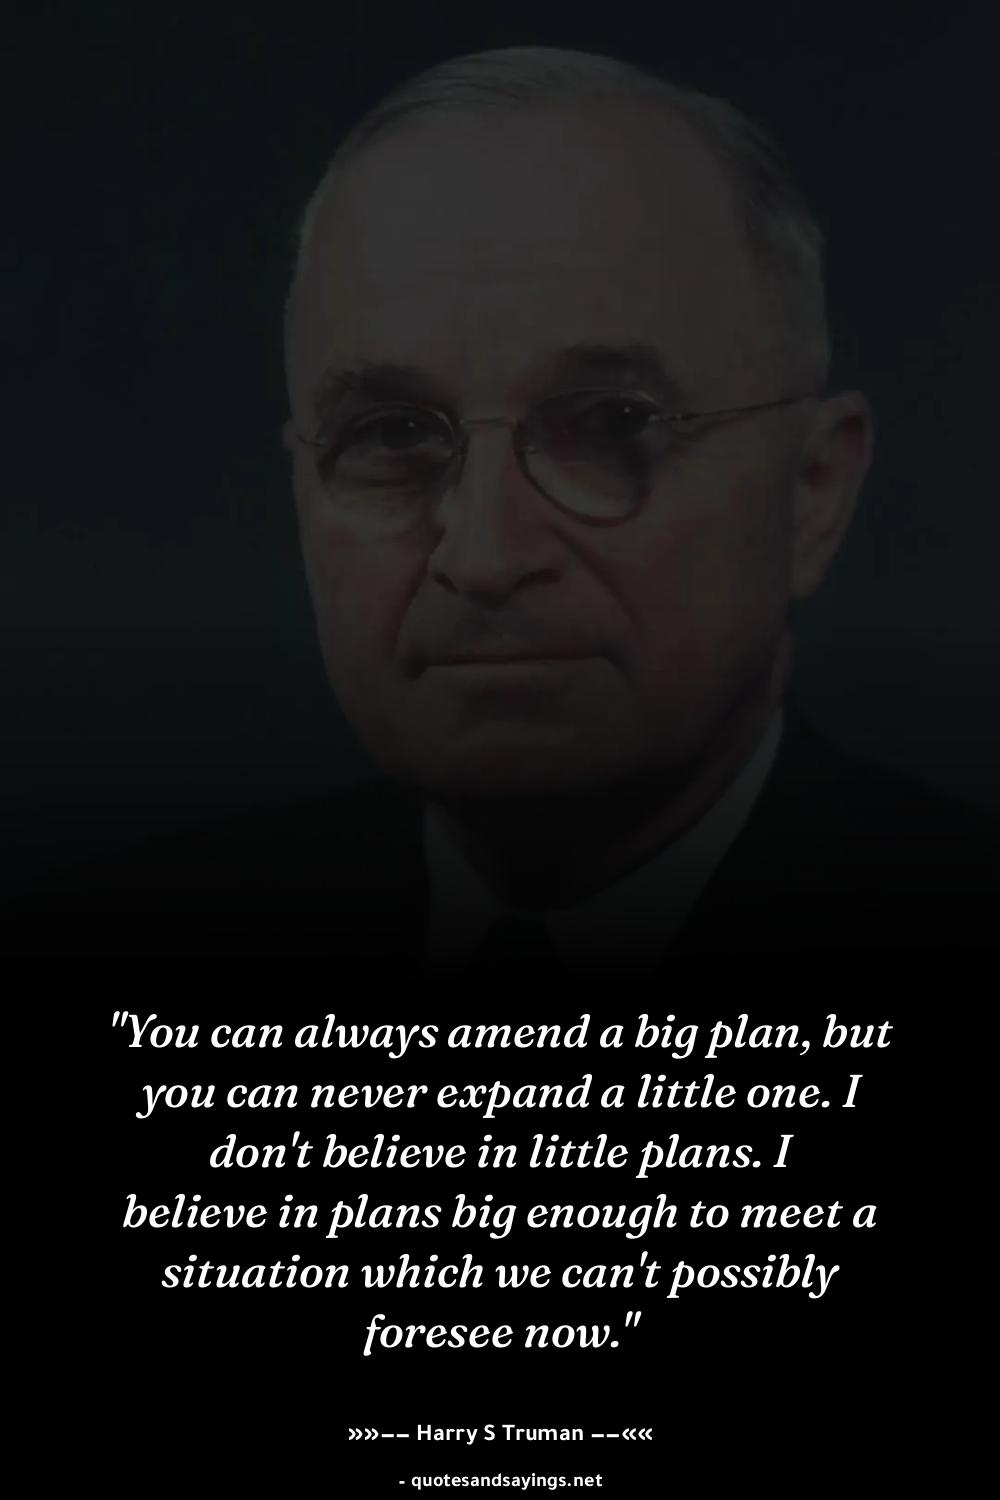 "You can always amend a big plan, but
you can never expand a little one. I
don't believe in little plans. I
believe in plans big enough to meet a
situation which we can't possibly
foresee now."
»»–– Harry S Truman ––««
- quotesandsayings.net